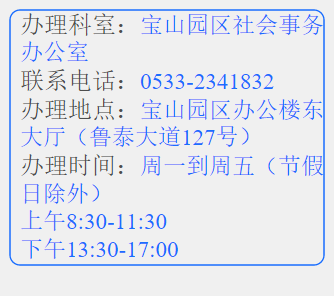 办理科室：宝山园区社会事务
办公室
联系电话：0533-2341832
办理地点：宝山园区办公楼东
大厅（鲁泰大道127号）
办理时间：周一到周五（节假
日除外）
上午8:30-11:30
下午13:30-17:00